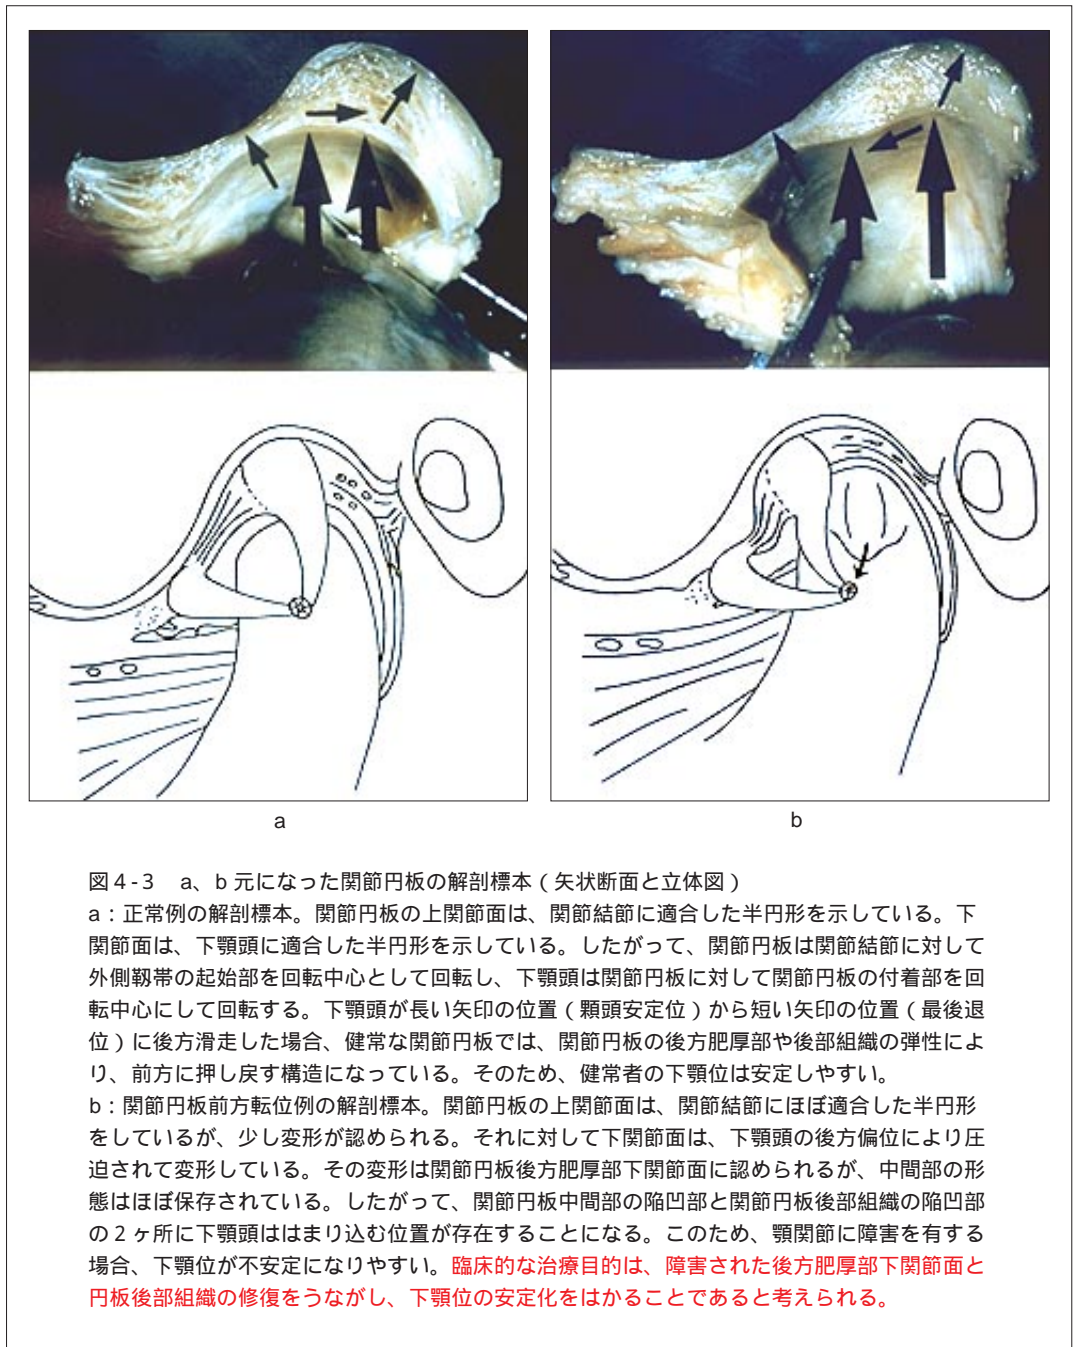 a
b
図4-3　a、b 元になった関節円板の解剖標本（矢状断面と立体図）
a：正常例の解剖標本。関節円板の上関節面は、関節結節に適合した半円形を示している。下
関節面は、下顎頭に適合した半円形を示している。したがって、関節円板は関節結節に対して
外側靱帯の起始部を回転中心として回転し、下顎頭は関節円板に対して関節円板の付着部を回
転中心にして回転する。下顎頭が長い矢印の位置（顆頭安定位）から短い矢印の位置（最後退
位）に後方滑走した場合、健常な関節円板では、関節円板の後方肥厚部や後部組織の弾性によ
り、前方に押し戻す構造になっている。そのため、健常者の下顎位は安定しやすい。
b：関節円板前方転位例の解剖標本。関節円板の上関節面は、関節結節にほぼ適合した半円形
をしているが、少し変形が認められる。それに対して下関節面は、下顎頭の後方偏位により圧
迫されて変形している。その変形は関節円板後方肥厚部下関節面に認められるが、中間部の形
態はほぼ保存されている。したがって、関節円板中間部の陥凹部と関節円板後部組織の陥凹部
の2ヶ所に下顎頭ははまり込む位置が存在することになる。このため、顎関節に障害を有する
場合、下顎位が不安定になりやすい。臨床的な治療目的は、障害された後方肥厚部下関節面と
円板後部組織の修復をうながし、下顎位の安定化をはかることであると考えられる。